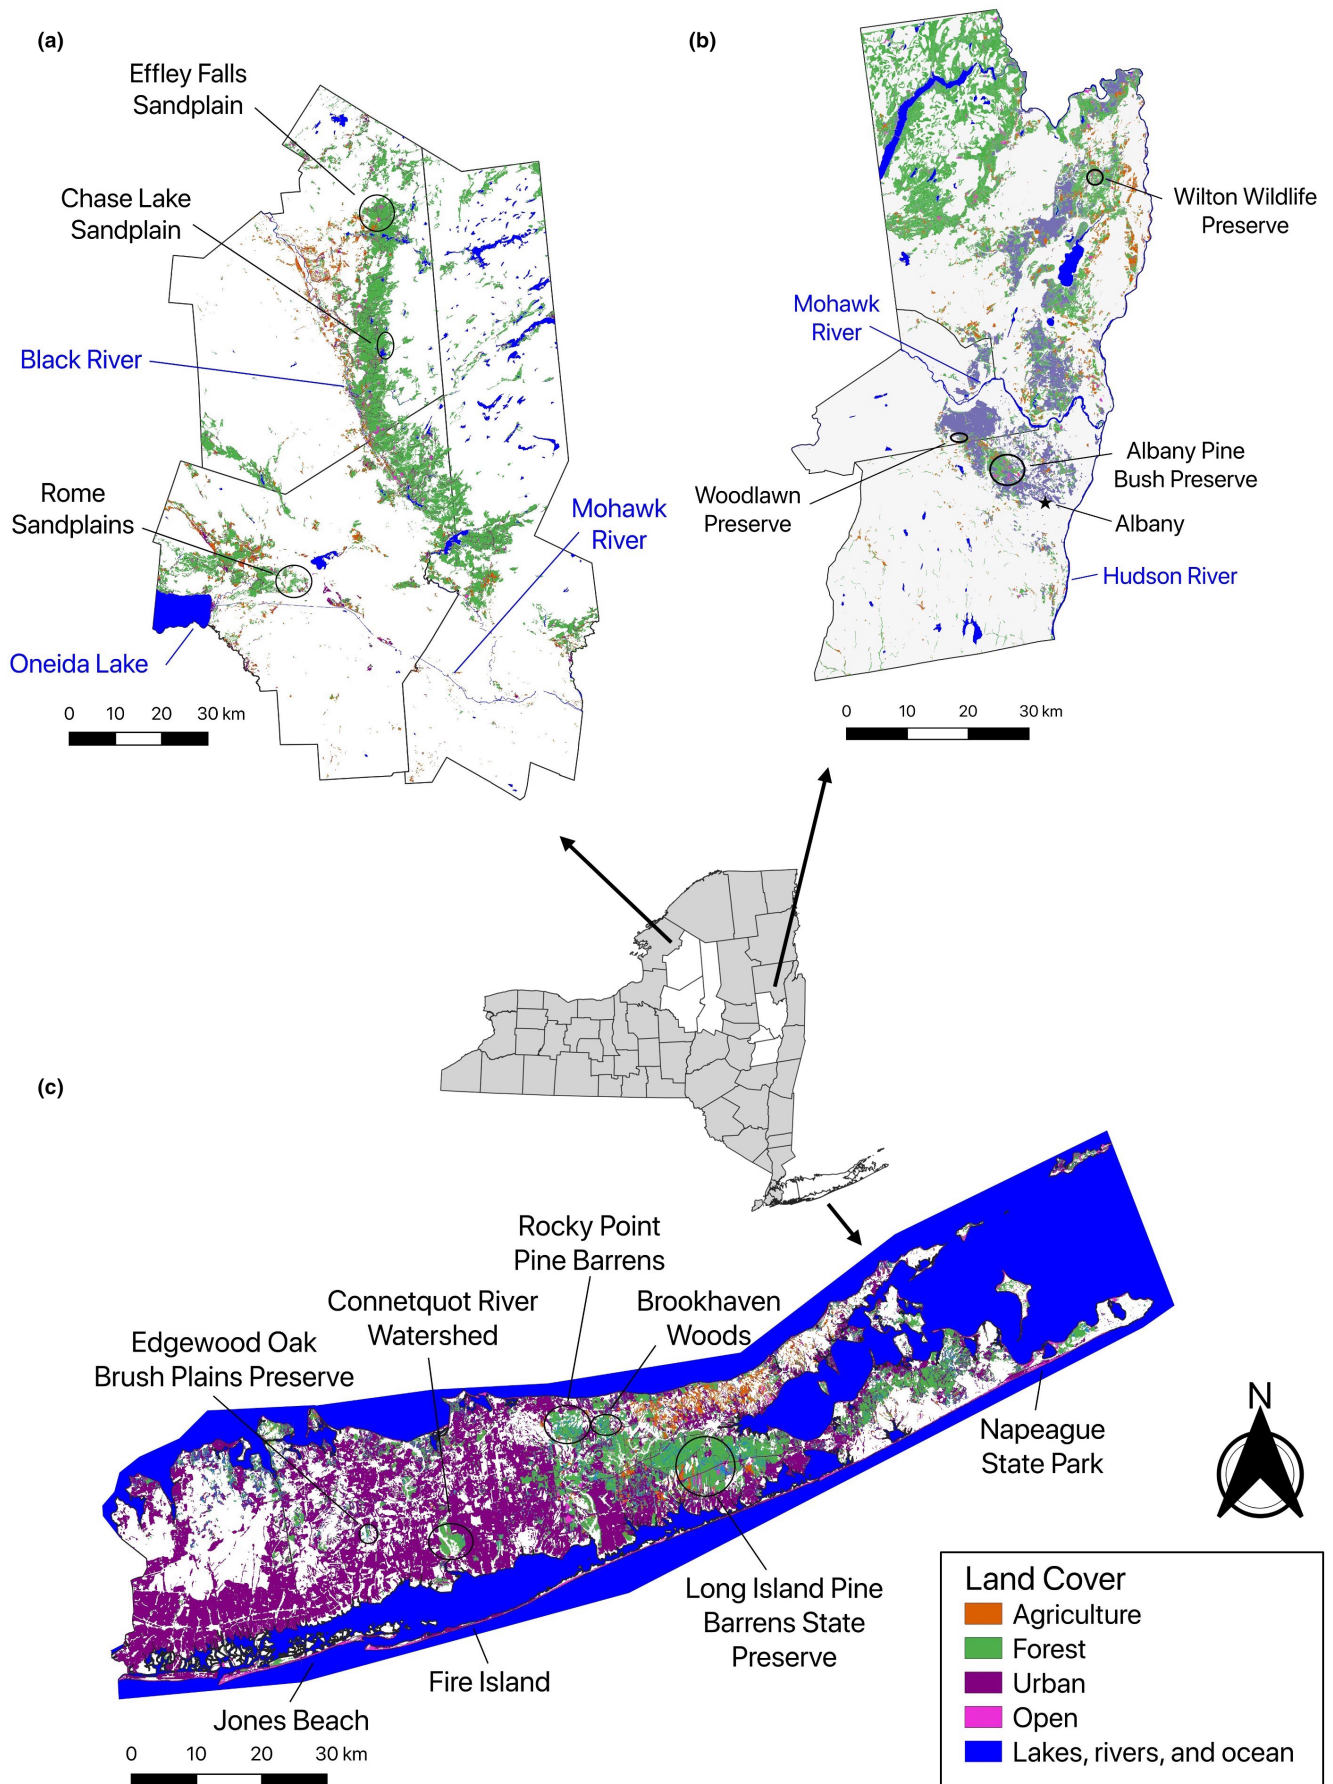 (a)
Effley Falls
Sandplain
Chase Lake
Sandplain
Black River
Rome
Sandplains
Mohawk
River
Oneida Lake
0 10 20 30 km
(b)
Wilton Wildlife
Preserve
Mohawk
River
Woodlawn
Preserve
Albany Pine
Bush Preserve
Albany
Hudson River
0 10 20 30 km
(c)
Rocky Point
Pine Barrens
Connetquot River
Watershed
Brookhaven
Woods
Edgewood Oak
Brush Plains Preserve
Napeague
State Park
Long Island Pine
Barrens State
Preserve
Fire Island
Jones Beach
0 10 20 30 km
N
Land Cover
Agriculture
Forest
Urban
Open
Lakes, rivers, and ocean